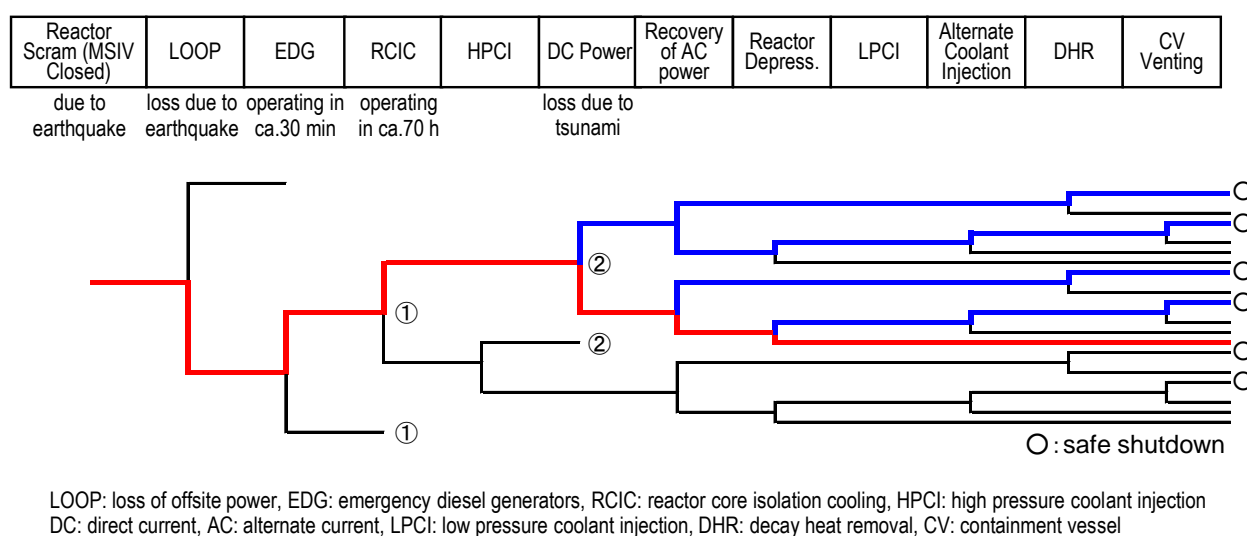 Reactor Scram (MSIV Closed)
LOOP
EDG
RCIC
HPCI
DC Power
Recovery of AC power
Reactor Depress.
LPCI
Alternate Coolant Injection
DHR
CV Venting
due to earthquake
loss due to earthquake
operating in ca.30 min
operating in ca.70 h
loss due to tsunami
②
①
②
①
○ : safe shutdown
LOOP: loss of offsite power, EDG: emergency diesel generators, RCIC: reactor core isolation cooling, HPCI: high pressure coolant injection
DC: direct current, AC: alternate current, LPCI: low pressure coolant injection, DHR: decay heat removal, CV: containment vessel